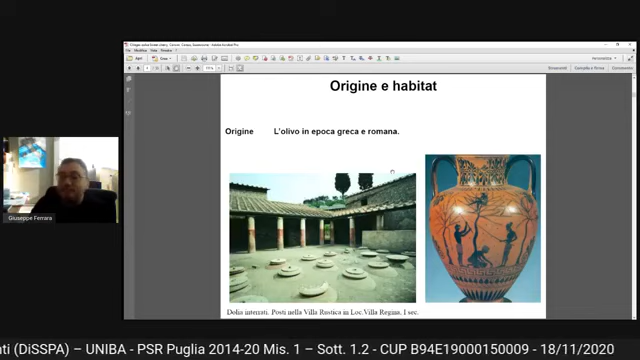 Origine e habitat
Origine L'olivo in epoca greca e romana.
Giuseppe Ferrara
Dolia interrati. Posti nella Villa Rustica in Loc. Villa Regina. I sec.
ti (DiSSPA) – UNIBA - PSR Puglia 2014-20 Mis. 1 – Sott. 1.2 - CUP B94E19000150009 - 18/11/2020